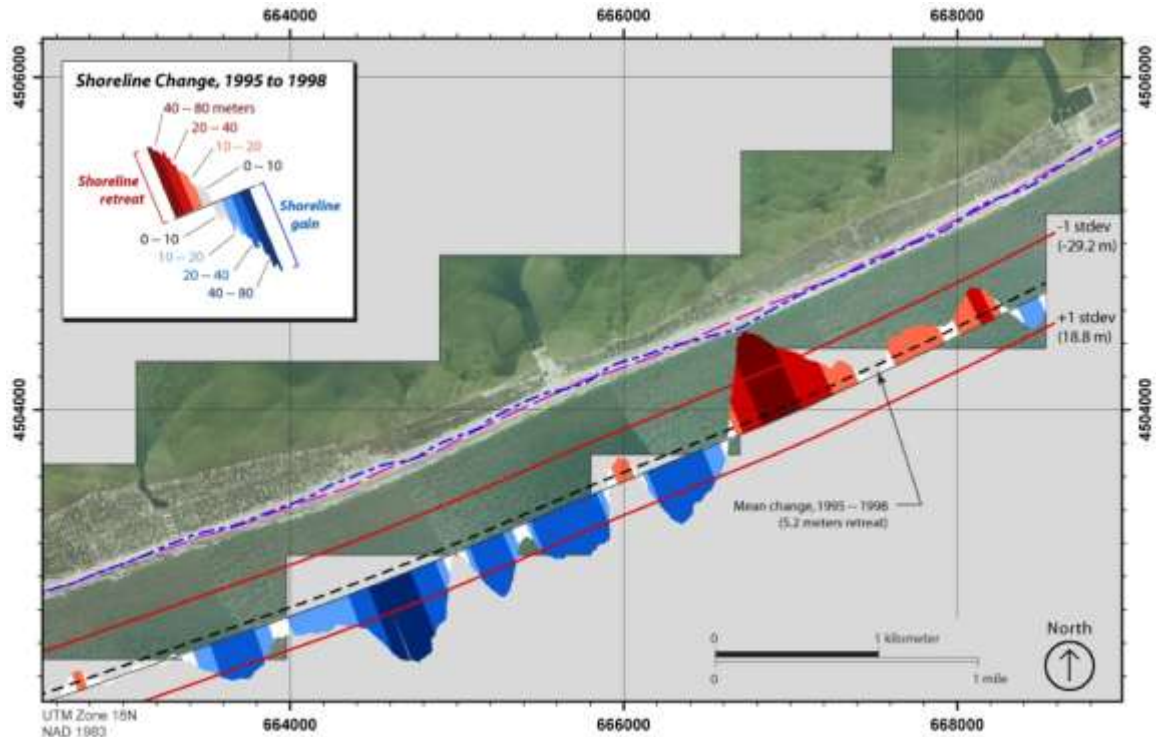 664000
666000
668000
4506000
4506000
Shoreline Change, 1995 to 1998
40 – 80 meters
20 – 40
10 – 20
0 – 10
Shoreline
retreat
Shoreline
gain
0 – 10
10 – 20
20 – 40
40 – 80
-1 stdev
(-29.2 m)
+1 stdev
(18.8 m)
4504000
4504000
Mean change, 1995 – 1998
(5.2 meters retreat)
0
1 kilometer
0
1 mile
North
UTM Zone 18N
NAD 1983
664000
666000
668000